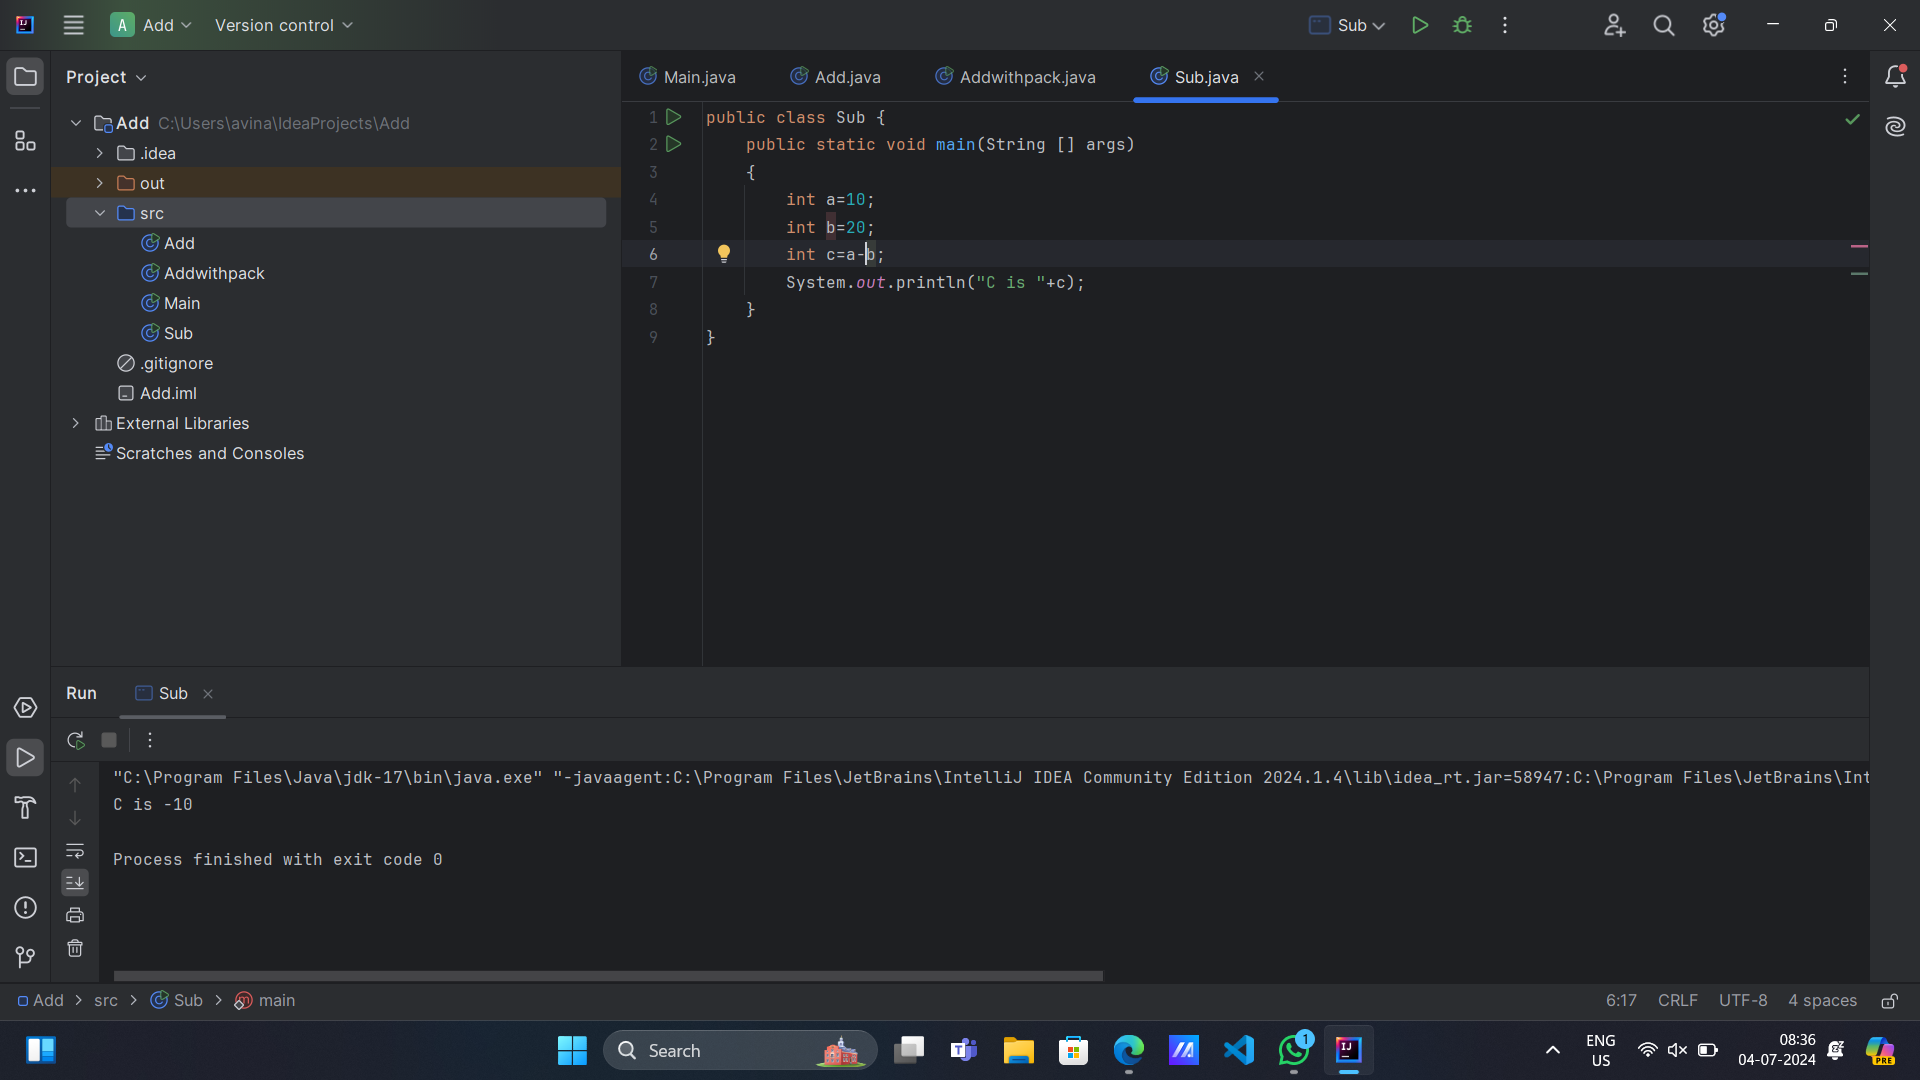 A Add Version control
Sub
Project
Main.java Add.java Addwithpack.java Sub.java
Add C:\Users\avina\IdeaProjects\Add
.idea
out
src
Add
Addwithpack
Main
Sub
.gitignore
Add.iml
External Libraries
Scratches and Consoles
1 public class Sub {
2 public static void main(String [] args)
3 {
4 int a=10;
5 int b=20;
6 int c=a-b;
7 System.out.println("C is "+c);
8 }
9 }
Run Sub
"C:\Program Files\Java\jdk-17\bin\java.exe" "-javaagent:C:\Program Files\JetBrains\IntelliJ IDEA Community Edition 2024.1.4\lib\idea_rt.jar=58947:C:\Program Files\JetBrains\Int
C is -10
Process finished with exit code 0
Add > src > Sub > main
6:17 CRLF UTF-8 4 spaces
Search
1
ENG
US
08:36
04-07-2024
PRE